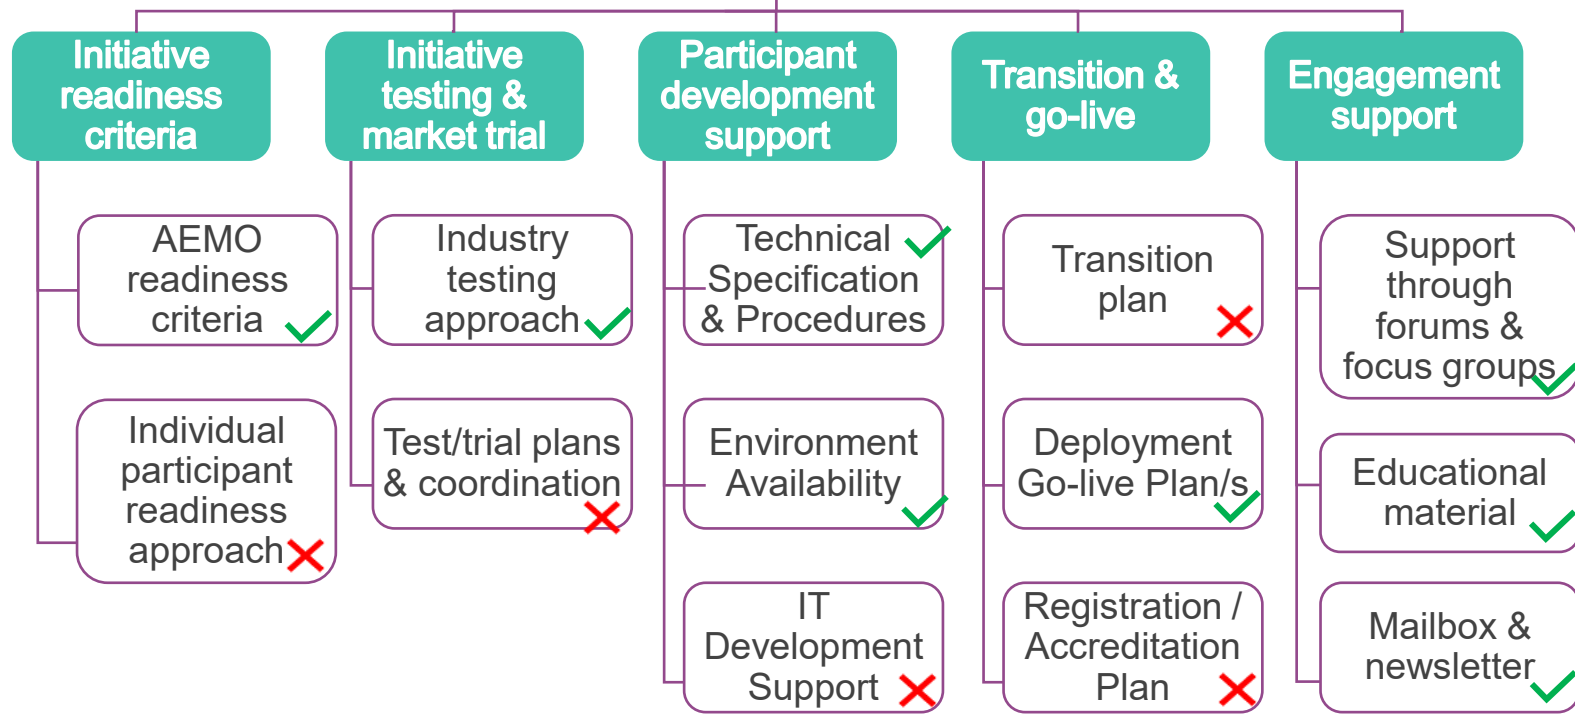 Initiative
readiness
criteria
Initiative
testing &
market trial
Participant
development
support
Transition &
go-live
Engagement
support
AEMO
readiness
criteria
Industry
testing
approach
Technical
Specification
& Procedures
Transition
plan
Support
through
forums &
focus groups
Individual
participant
readiness
approach
Test/trial plans
& coordination
Environment
Availability
Deployment
Go-live Plan/s
Educational
material
IT
Development
Support
Registration /
Accreditation
Plan
Mailbox &
newsletter